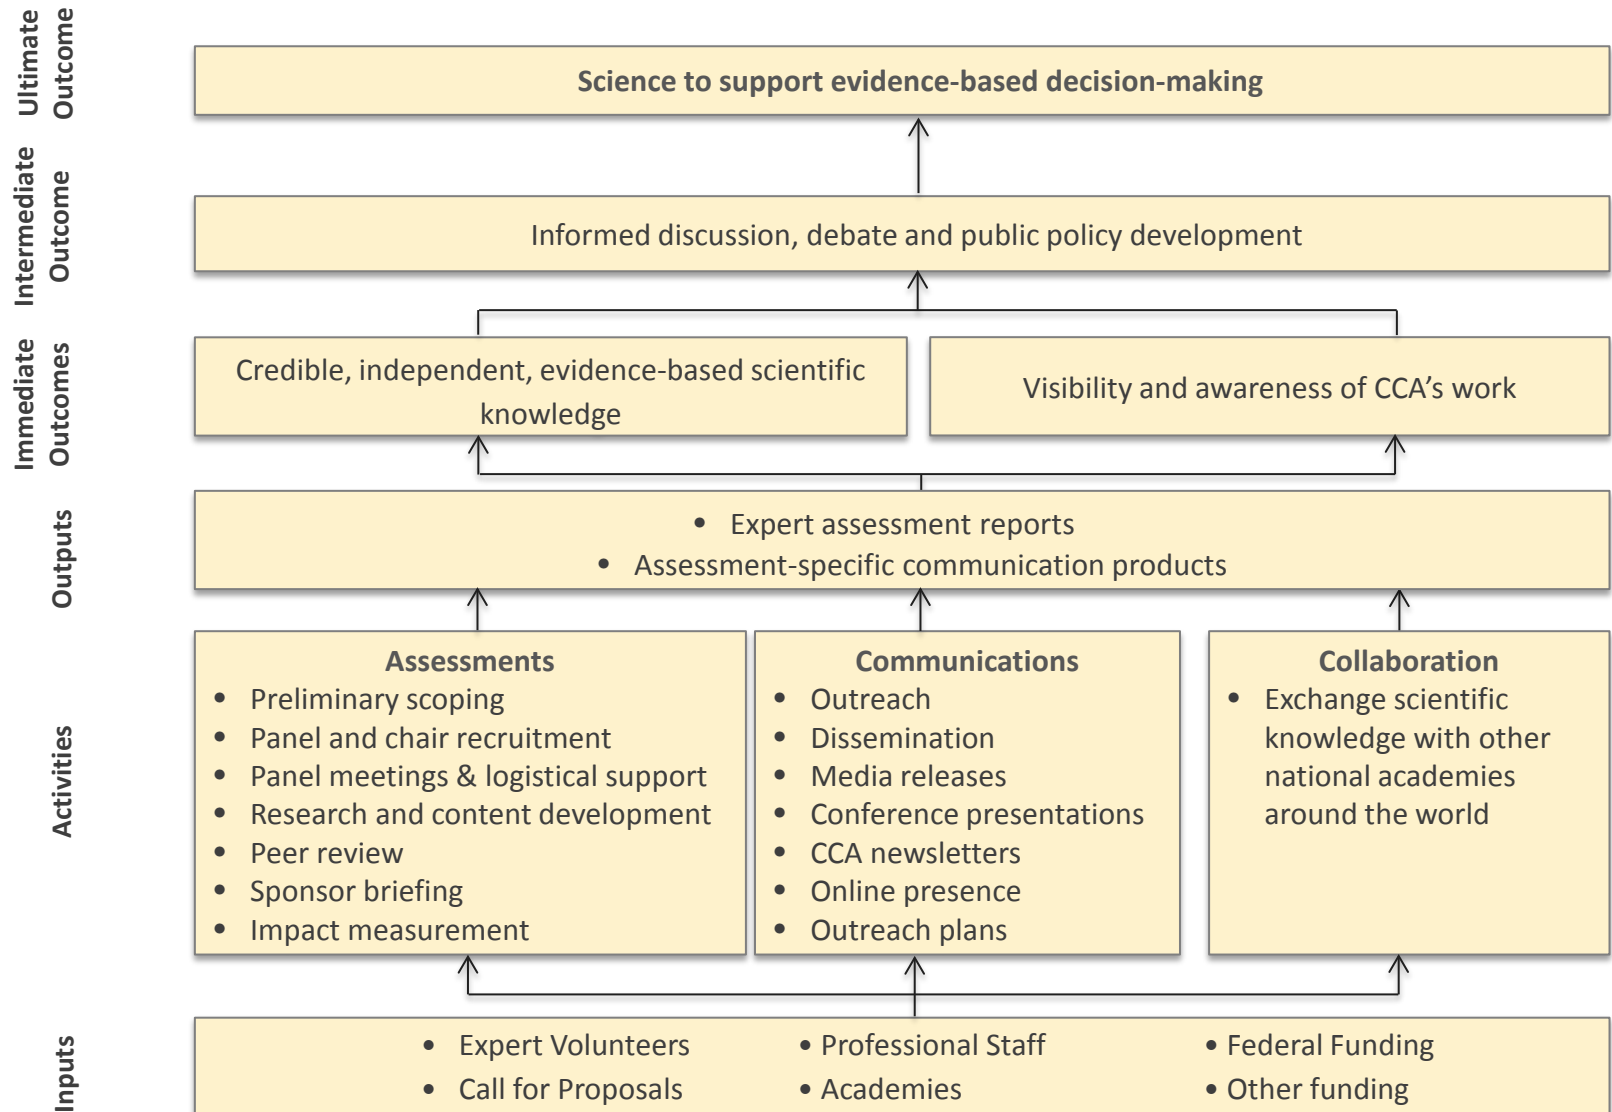 Ultimate
Outcome
Science to support evidence-based decision-making
Intermediate
Outcome
Informed discussion, debate and public policy development
Immediate
Outcomes
Credible, independent, evidence-based scientific
knowledge
Visibility and awareness of CCA’s work
Outputs
• Expert assessment reports
• Assessment-specific communication products
Activities
Assessments
• Preliminary scoping
• Panel and chair recruitment
• Panel meetings & logistical support
• Research and content development
• Peer review
• Sponsor briefing
• Impact measurement
Communications
• Outreach
• Dissemination
• Media releases
• Conference presentations
• CCA newsletters
• Online presence
• Outreach plans
Collaboration
• Exchange scientific
knowledge with other
national academies
around the world
Inputs
• Expert Volunteers
• Call for Proposals
• Professional Staff
• Academies
• Federal Funding
• Other funding